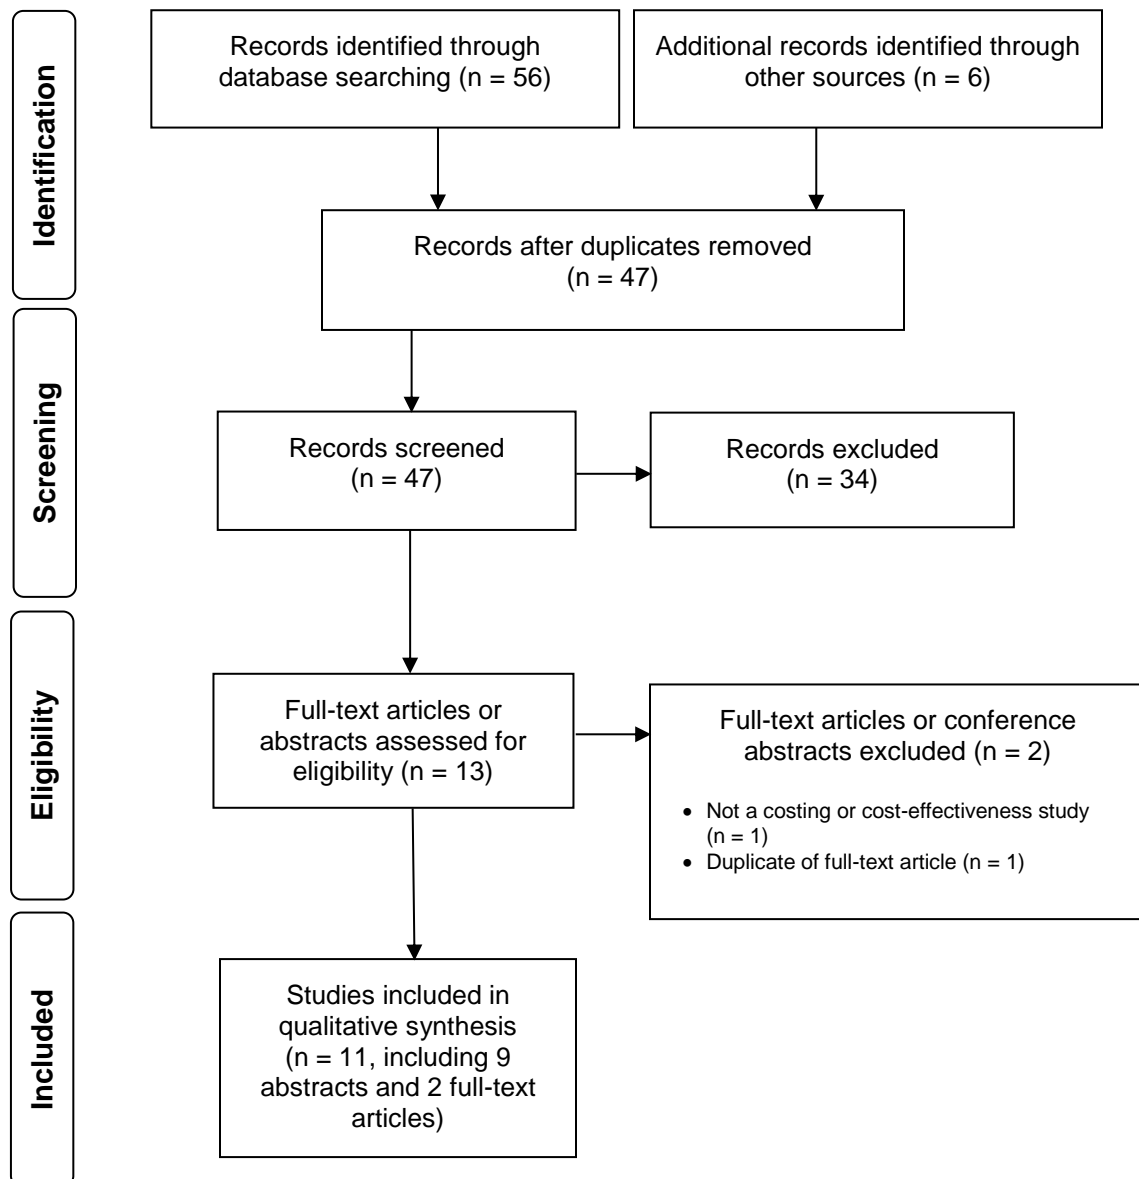 Identification
Records identified through
database searching (n = 56)
Additional records identified through
other sources (n = 6)
Records after duplicates removed
(n = 47)
Screening
Records screened
(n = 47)
Records excluded
(n = 34)
Eligibility
Full-text articles or
abstracts assessed for
eligibility (n = 13)
Full-text articles or conference
abstracts excluded (n = 2)
• Not a costing or cost-effectiveness study
(n = 1)
• Duplicate of full-text article (n = 1)
Included
Studies included in
qualitative synthesis
(n = 11, including 9
abstracts and 2 full-text
articles)